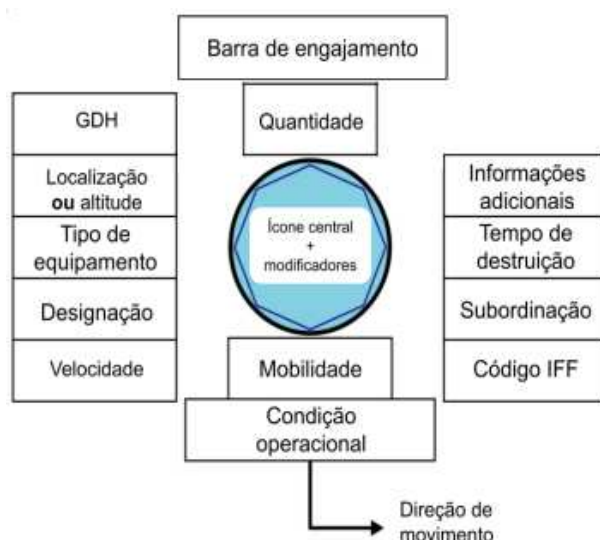 Barra de engajamento
Quantidade
GDH
Localização
ou altitude
Tipo de
equipamento
Designação
Velocidade
Ícone central
+
modificadores
Informações
adicionais
Tempo de
destruição
Subordinação
Código IFF
Mobilidade
Condição
operacional
Direção de
movimento